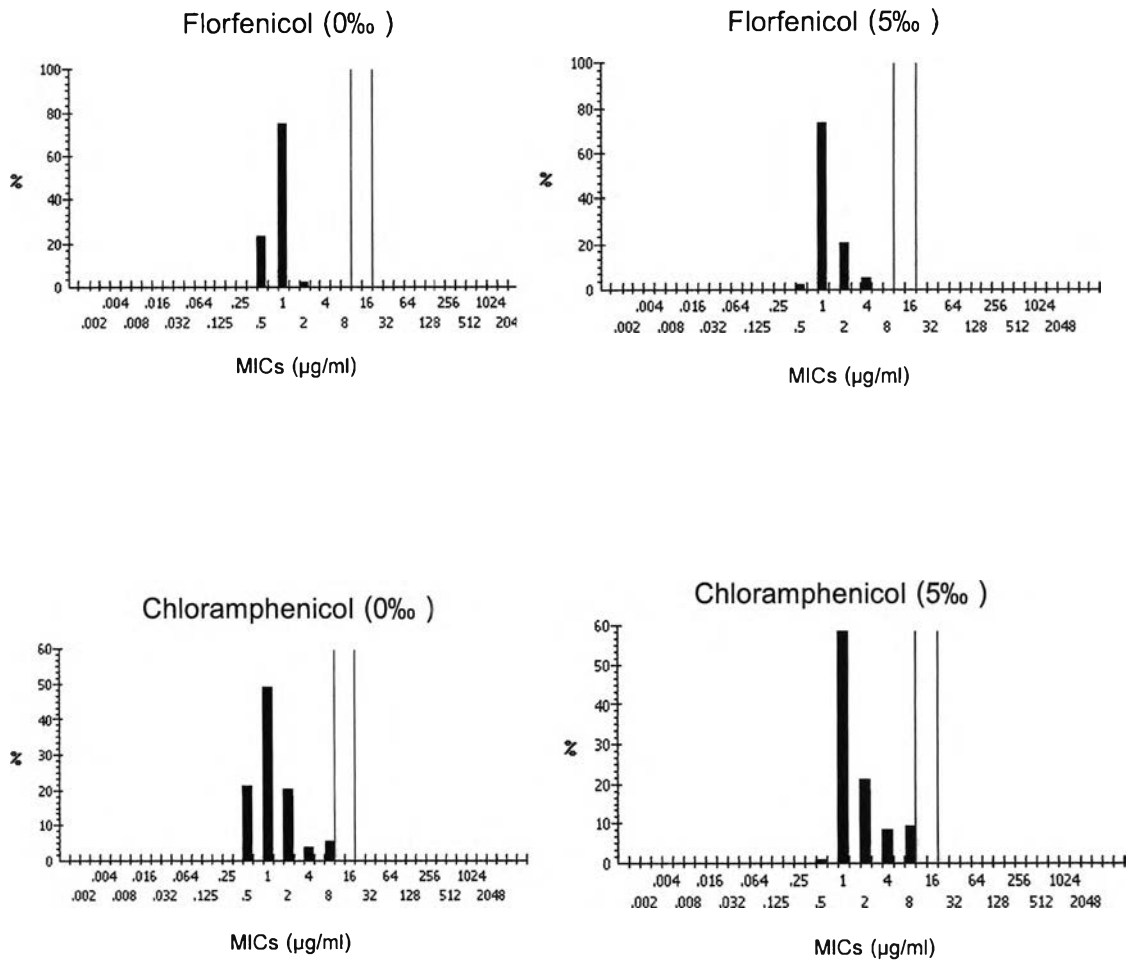 Florfenicol (0‰ )
100
80
60
40
20
0
%
.004 .016 .064 .25 1 4 16 64 256 1024
.002 .008 .032 .125 .5 2 8 32 128 512 204
MICs (µg/ml)
Florfenicol (5‰ )
100
80
60
40
20
0
%
.004 .016 .064 .25 1 4 16 64 256 1024
.002 .008 .032 .125 .5 2 8 32 128 512 2048
MICs (µg/ml)
Chloramphenicol (0‰ )
60
50
40
30
20
10
0
%
.004 .016 .064 .25 1 4 16 64 256 1024
.002 .008 .032 .125 .5 2 8 32 128 512 2048
MICs (µg/ml)
Chloramphenicol (5‰ )
60
50
40
30
20
10
0
%
.004 .016 .064 .25 1 4 16 64 256 1024
.002 .008 .032 .125 .5 2 8 32 128 512 2048
MICs (µg/ml)